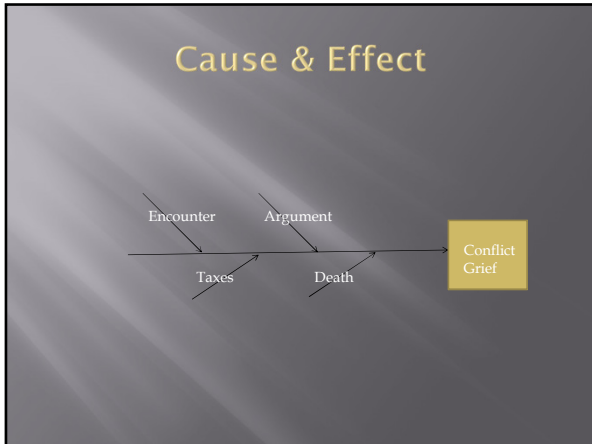 Cause & Effect
Encounter
Argument
Taxes
Death
Conflict
Grief